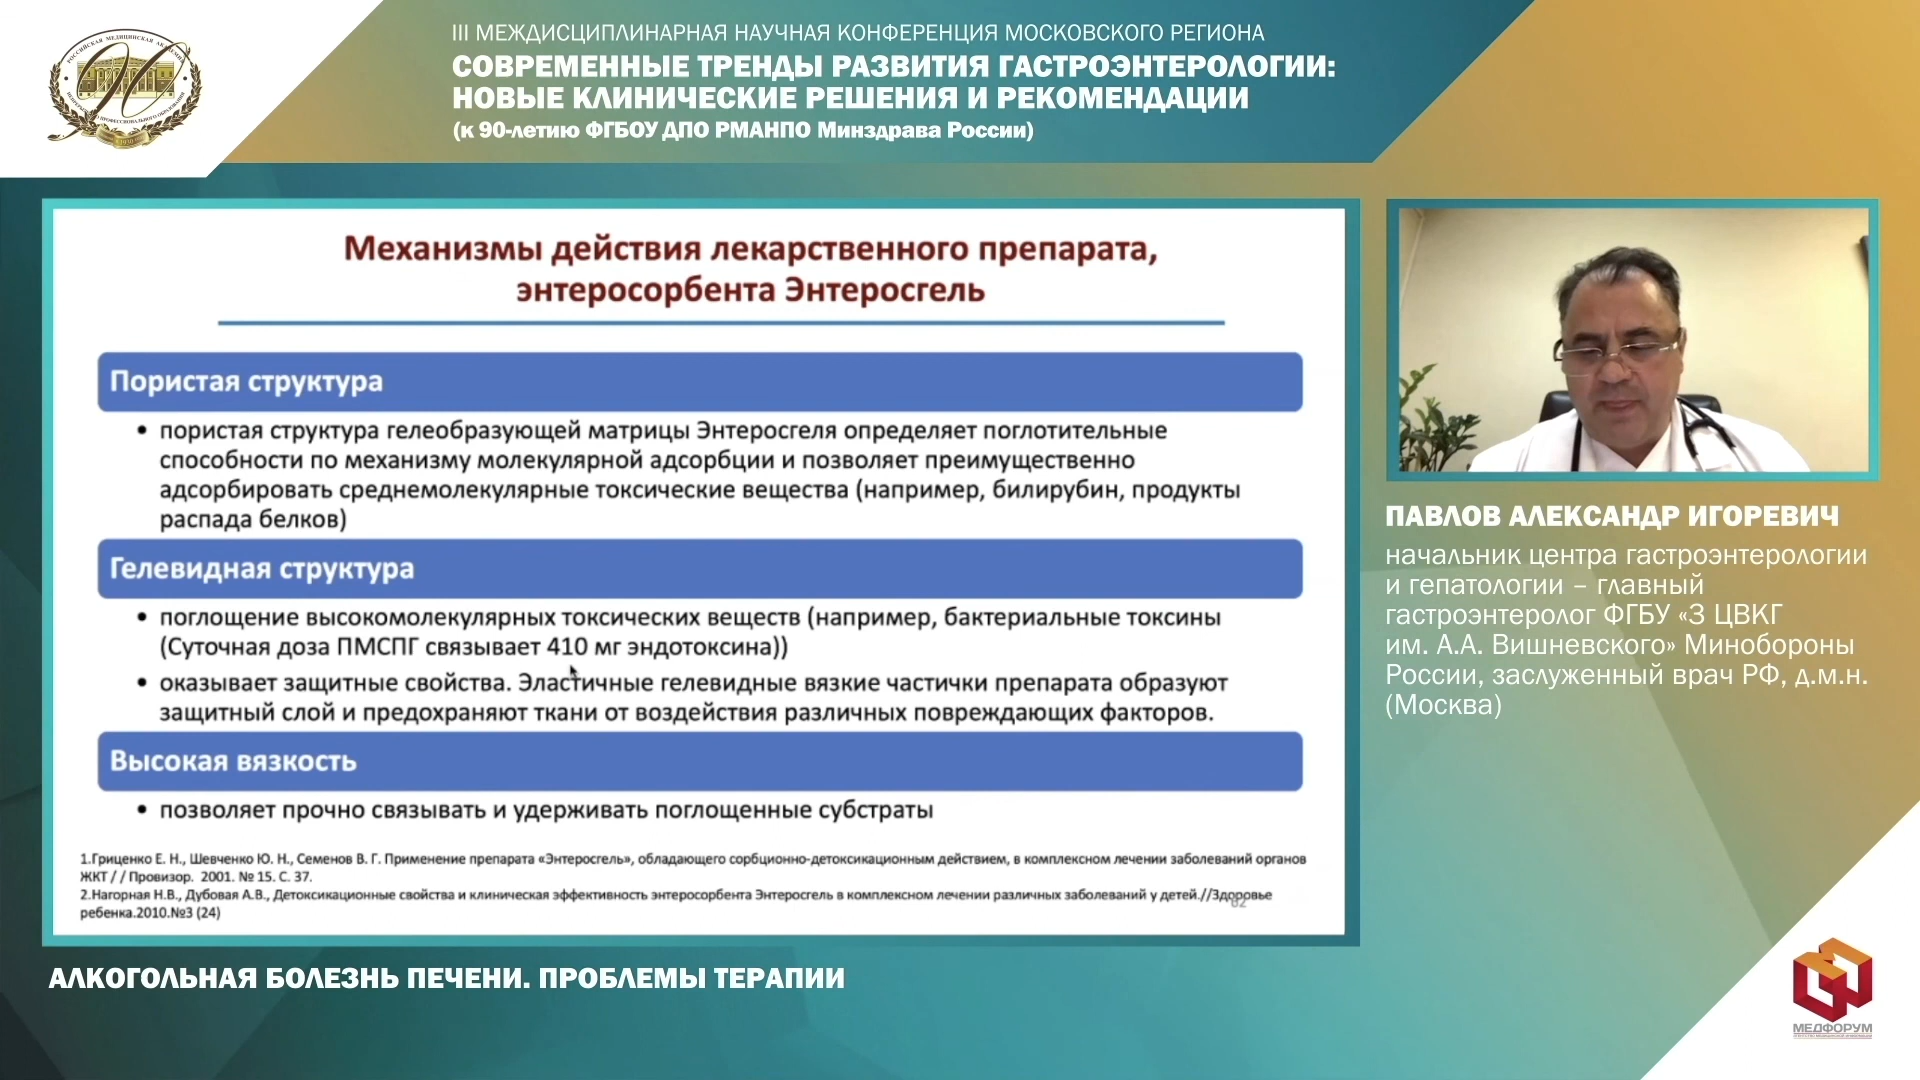 III МЕЖДИСЦИПЛИНАРНАЯ НАУЧНАЯ КОНФЕРЕНЦИЯ МОСКОВСКОГО РЕГИОНА
СОВРЕМЕННЫЕ ТРЕНДЫ РАЗВИТИЯ ГАСТРОЭНТЕРОЛОГИИ:
НОВЫЕ КЛИНИЧЕСКИЕ РЕШЕНИЯ И РЕКОМЕНДАЦИИ
(к 90-летию ФГБОУ ДПО РМАНПО Минздрава России)
Механизмы действия лекарственного препарата,
энтеросорбента Энтеросгель
Пористая структура
• пористая структура гелеобразующей матрицы Энтеросгеля определяет поглотительные
способности по механизму молекулярной адсорбции и позволяет преимущественно
адсорбировать среднемолекулярные токсические вещества (например, билирубин, продукты
распада белков)
Гелевидная структура
• поглощение высокомолекулярных токсических веществ (например, бактериальные токсины
(Суточная доза ПМСПГ связывает 410 мг эндотоксина))
• оказывает защитные свойства. Эластичные гелевидные вязкие частички препарата образуют
защитный слой и предохраняют ткани от воздействия различных повреждающих факторов.
Высокая вязкость
• позволяет прочно связывать и удерживать поглощенные субстраты
1.Гриценко Е. Н., Шевченко Ю. Н., Семенов В. Г. Применение препарата «Энтеросгель», обладающего сорбционно-детоксикационным действием, в комплексном лечении заболеваний органов
ЖКТ / / Провизор. 2001. № 15. С. 37.
2.Нагорная Н.В., Дубовая А.В., Детоксикационные свойства и клиническая эффективность энтеросорбента Энтеросгель в комплексном лечении различных заболеваний у детей.//Здоровье
ребенка.2010.№3 (24)
62
ПАВЛОВ АЛЕКСАНДР ИГОРЕВИЧ
начальник центра гастроэнтерологии
и гепатологии – главный
гастроэнтеролог ФГБУ «3 ЦВКГ
им. А.А. Вишневского» Минобороны
России, заслуженный врач РФ, д.м.н.
(Москва)
АЛКОГОЛЬНАЯ БОЛЕЗНЬ ПЕЧЕНИ. ПРОБЛЕМЫ ТЕРАПИИ
МЕДФОРУМ